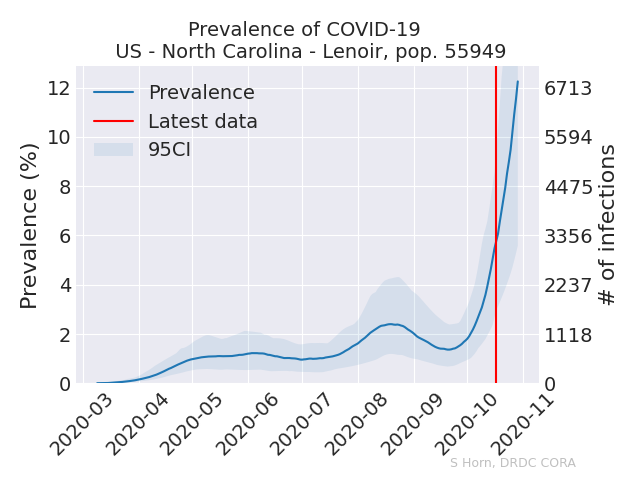 Prevalence of COVID-19
US - North Carolina - Lenoir, pop. 55949
Prevalence
Latest data
95CI
Prevalence (%)
12
10
8
6
4
2
0
6713
5594
4475
3356
2237
1118
0
# of infections
2020-03
2020-04
2020-05
2020-06
2020-07
2020-08
2020-09
2020-10
2020-11
S Horn, DRDC CORA